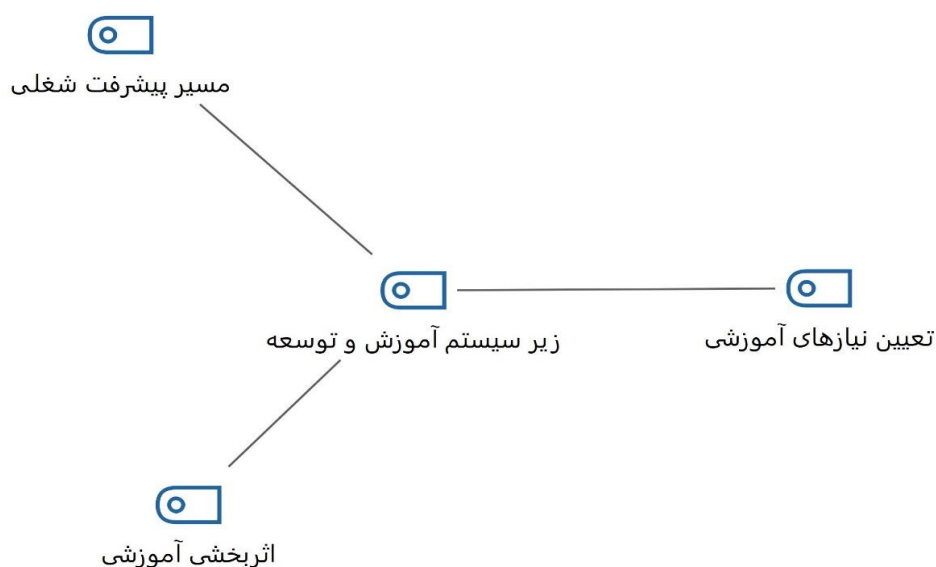 مسیر پیشرفت شغلی
زیر سیستم آموزش و توسعه
تعیین نیازهای آموزشی
اثربخشی آموزشی